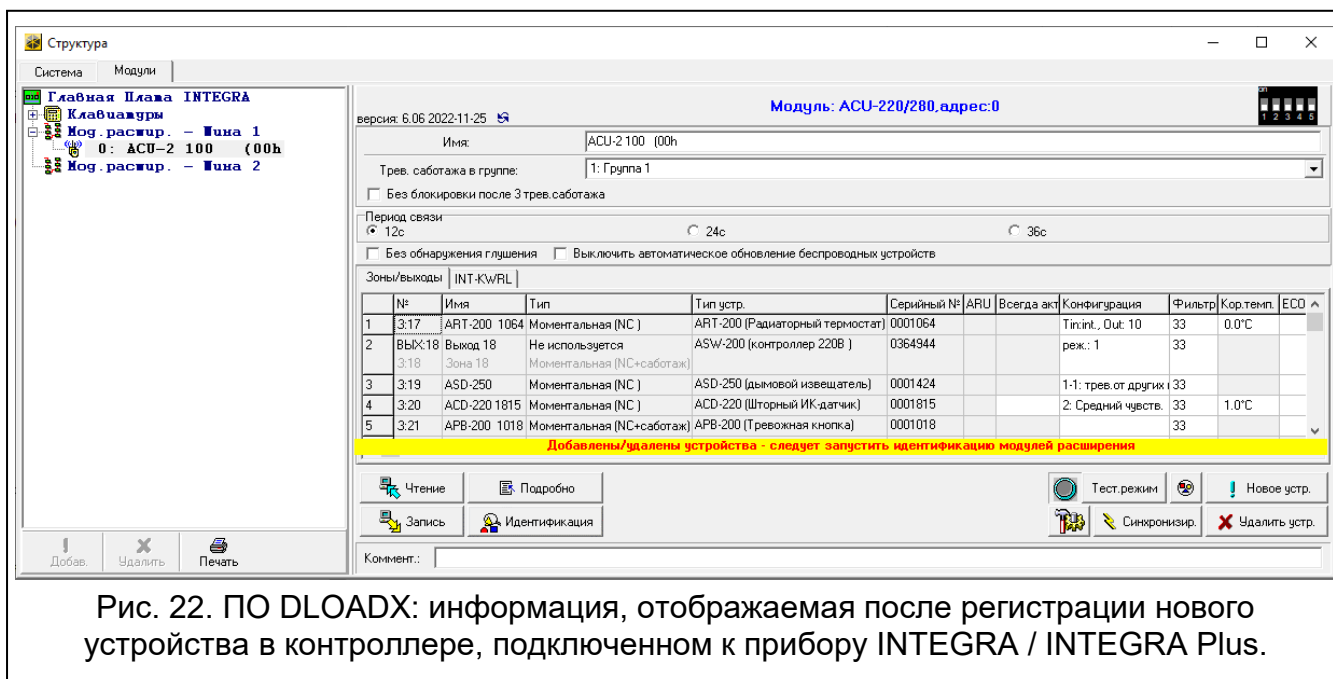 Структура
Система Модули
Главная Плата INTEGRA
Клавиатуры
Мод.расшир. - Шина 1
0: ACU-2 100 (00h
Мод.расшир. - Шина 2
Добав. Удалить Печать
версия: 6.06 2022-11-25
Модуль: ACU-220/280,адрес:0
on
1 2 3 4 5
Имя: ACU-2 100 (00h
Трев. саботажа в группе: 1: Группа 1
Без блокировки после 3 трев.саботажа
Период связи
12с 24с 36с
Без обнаружения глушения Выключить автоматическое обновление беспроводных устройств
Зоны/выходы INT-KWRL
№ Имя Тип Тип устр. Серийный № ARU Всегда акт Конфигурация Фильтр Кор.темп. ECO
1 З:17 ART-200 1064 Моментальная (NC ) ART-200 (Радиаторный термостат) 0001064 Tin:int., Out: 10 33 0.0°C
2 ВЫХ:18 Выход 18 Не используется ASW-200 (контроллер 220В ) 0364944 реж.: 1 33
З:18 Зона 18 Моментальная (NC+саботаж)
3 З:19 ASD-250 Моментальная (NC ) ASD-250 (дымовой извещатель) 0001424 1-1: трев.от других 33
4 З:20 ACD-220 1815 Моментальная (NC ) ACD-220 (Шторный ИК-датчик) 0001815 2: Средний чувств. 33 1.0°C
5 З:21 APB-200 1018 Моментальная (NC+саботаж) APB-200 (Тревожная кнопка) 0001018 33
Добавлены/удалены устройства - следует запустить идентификацию модулей расширения
Чтение Подробно Тест.режим Новое устр.
Запись Идентификация Синхронизир. Удалить устр.
Коммент.:
Рис. 22. ПО DLOADX: информация, отображаемая после регистрации нового
устройства в контроллере, подключенном к прибору INTEGRA / INTEGRA Plus.